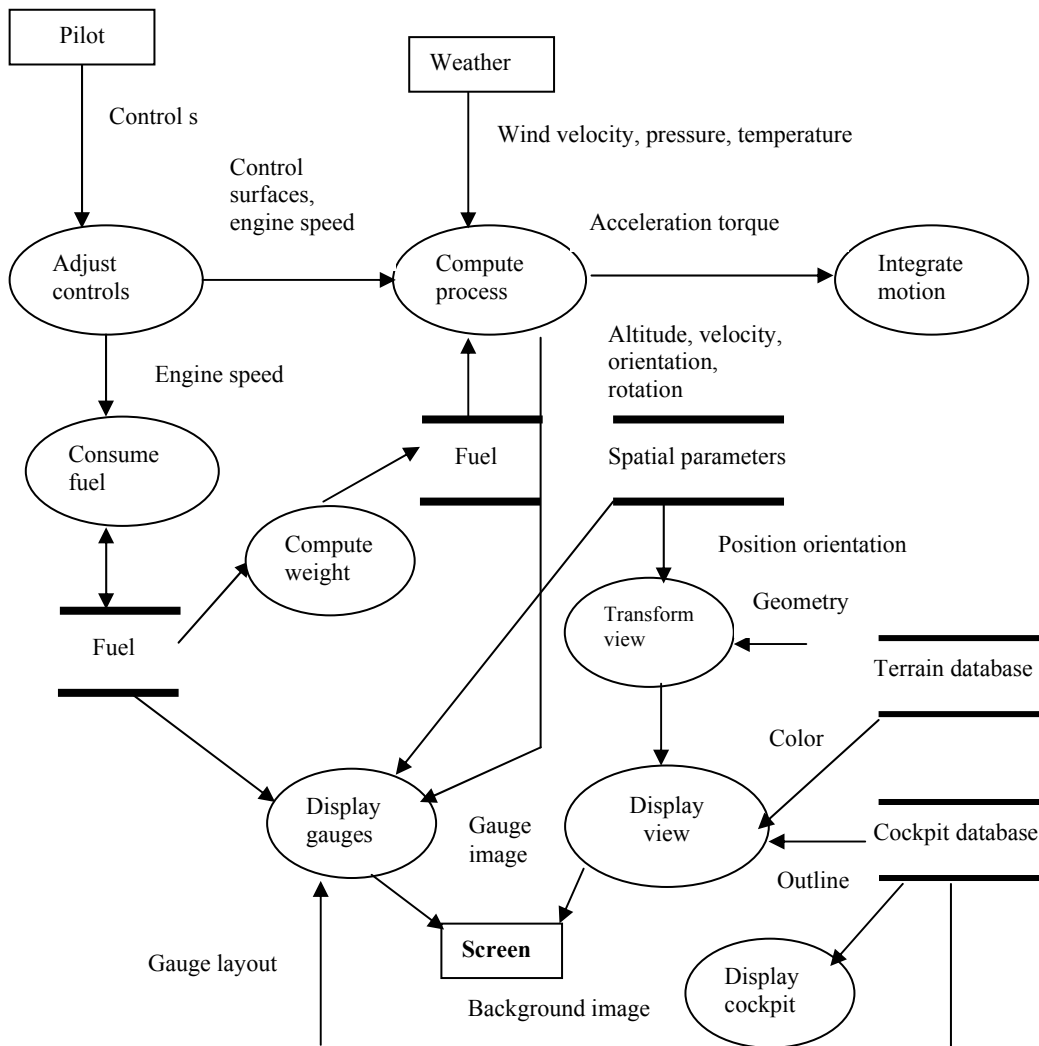 Pilot
Weather
Control s
Wind velocity, pressure, temperature
Control
surfaces,
engine speed
Acceleration torque
Adjust
controls
Compute
process
Integrate
motion
Altitude, velocity,
orientation,
rotation
Engine speed
Consume
fuel
Fuel
Spatial parameters
Compute
weight
Position orientation
Geometry
Transform
view
Fuel
Terrain database
Color
Display
gauges
Gauge
image
Display
view
Cockpit database
Outline
Screen
Gauge layout
Background image
Display
cockpit